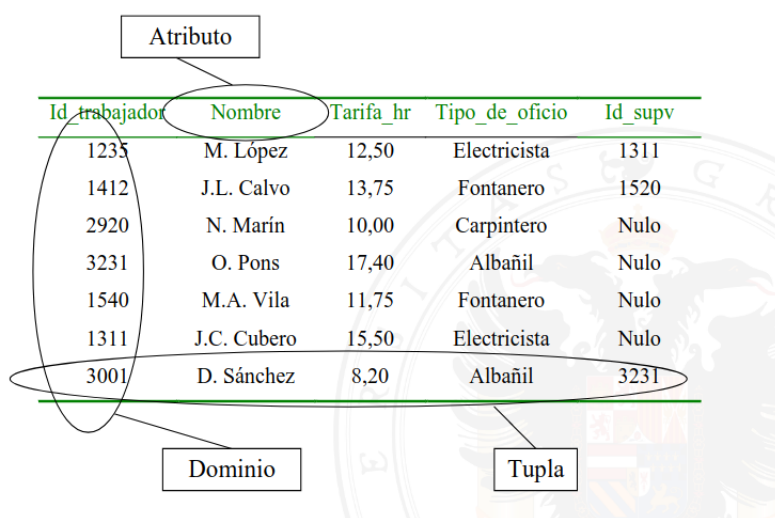 Atributo
Id_trabajador Nombre Tarifa_hr Tipo_de_oficio Id_supv
1235 M. López 12,50 Electricista 1311
1412 J.L. Calvo 13,75 Fontanero 1520
2920 N. Marín 10,00 Carpintero Nulo
3231 O. Pons 17,40 Albañil Nulo
1540 M.A. Vila 11,75 Fontanero Nulo
1311 J.C. Cubero 15,50 Electricista Nulo
3001 D. Sánchez 8,20 Albañil 3231
Dominio Tupla